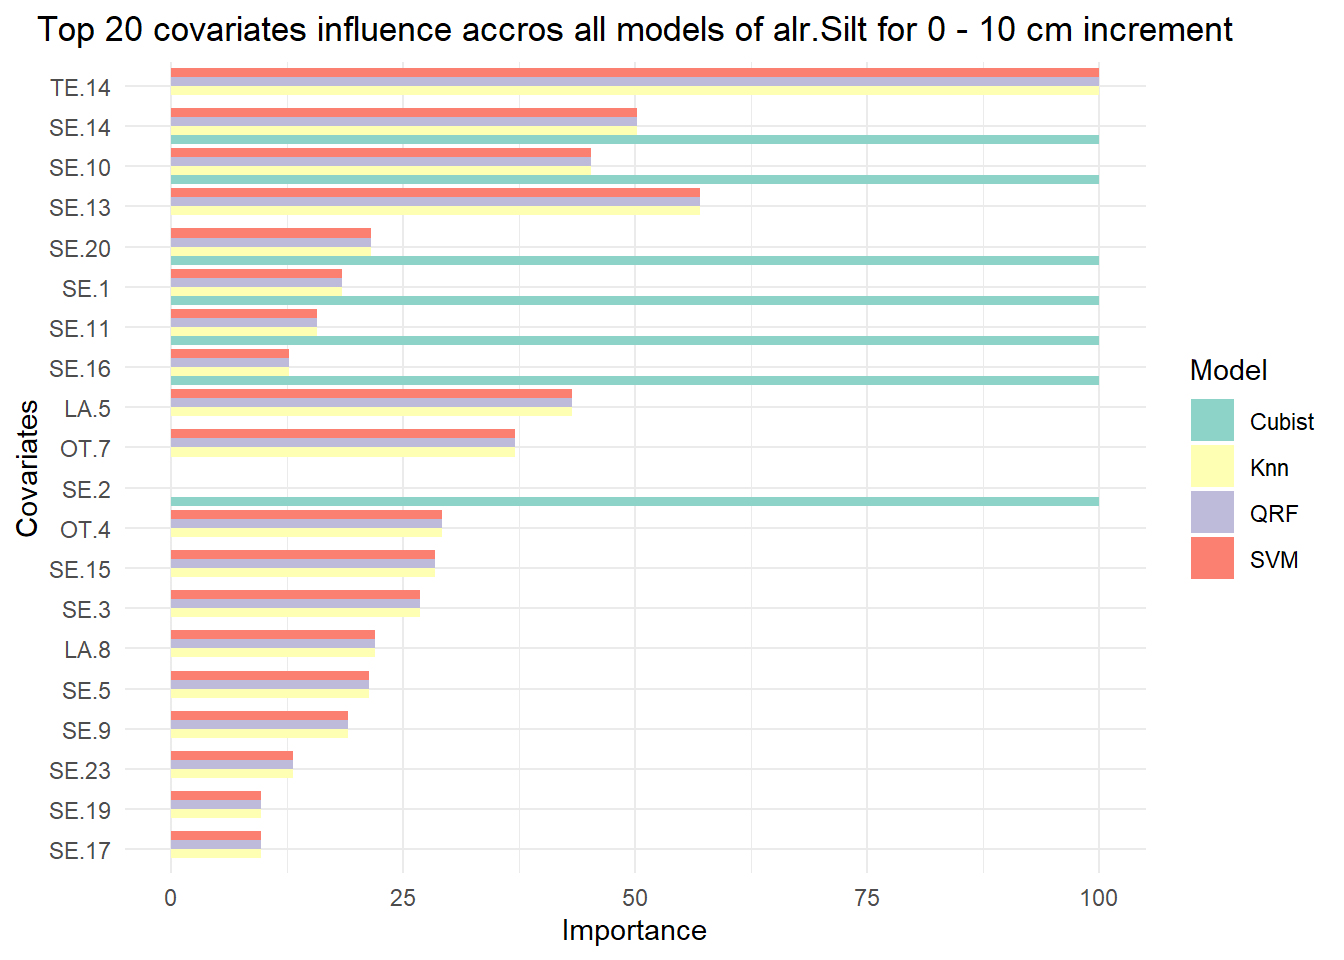 Top 20 covariates influence accros all models of alr.Silt for 0 - 10 cm increment
TE.14
SE.14
SE.10
SE.13
SE.20
SE.1
SE.11
SE.16
LA.5
OT.7
SE.2
OT.4
SE.15
SE.3
LA.8
SE.5
SE.9
SE.23
SE.19
SE.17
Covariates
0 25 50 75 100
Importance
Model
Cubist
Knn
QRF
SVM